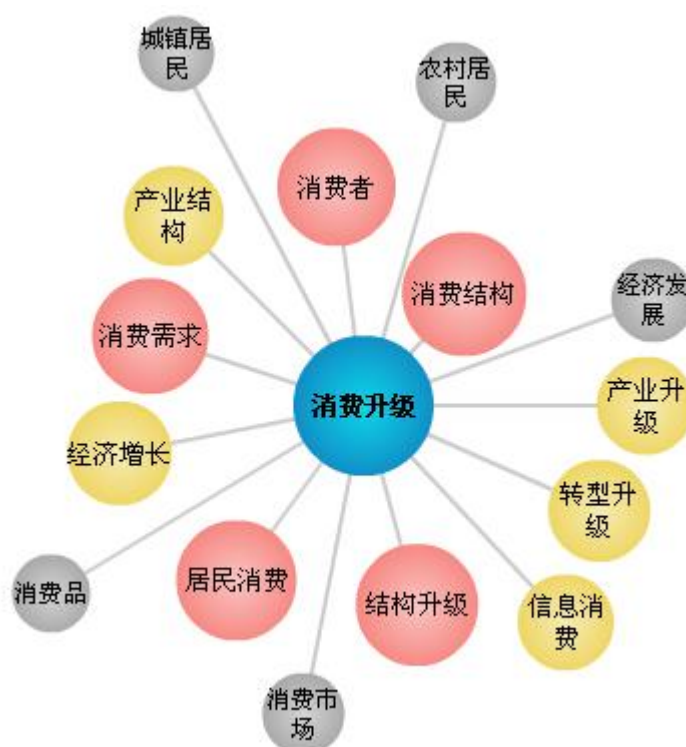 城镇居
民
农村居
民
消费者
产业结
构
消费结构
经济发
展
消费需求
消费升级
产业升
级
经济增长
转型升
级
居民消费
消费品
结构升级
信息消
费
消费市
场